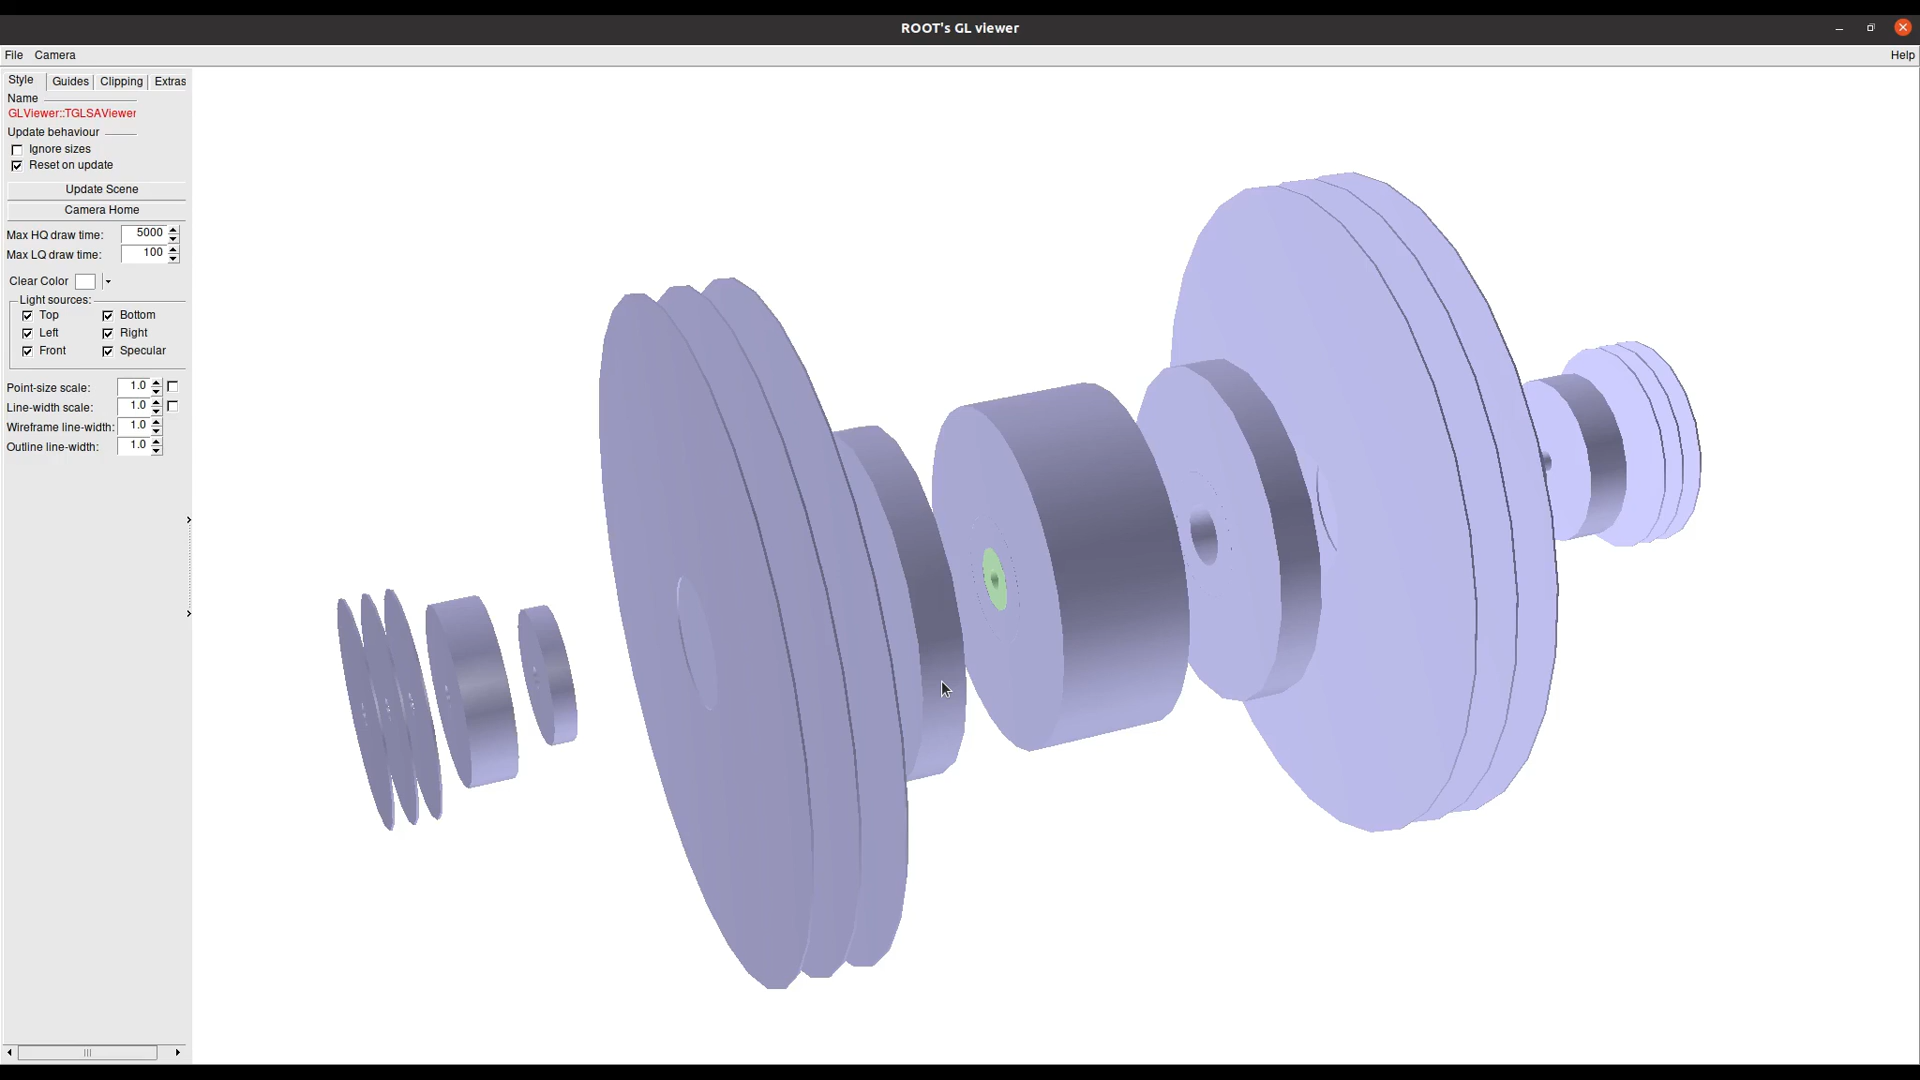 ROOT's GL viewer
File Camera Help
Style Guides Clipping Extras
Name
GLViewer::TGLSAViewer
Update behaviour
Ignore sizes
Reset on update
Update Scene
Camera Home
Max HQ draw time: 5000
Max LQ draw time: 100
Clear Color
Light sources:
Top Bottom
Left Right
Front Specular
Point-size scale: 1.0
Line-width scale: 1.0
Wireframe line-width: 1.0
Outline line-width: 1.0